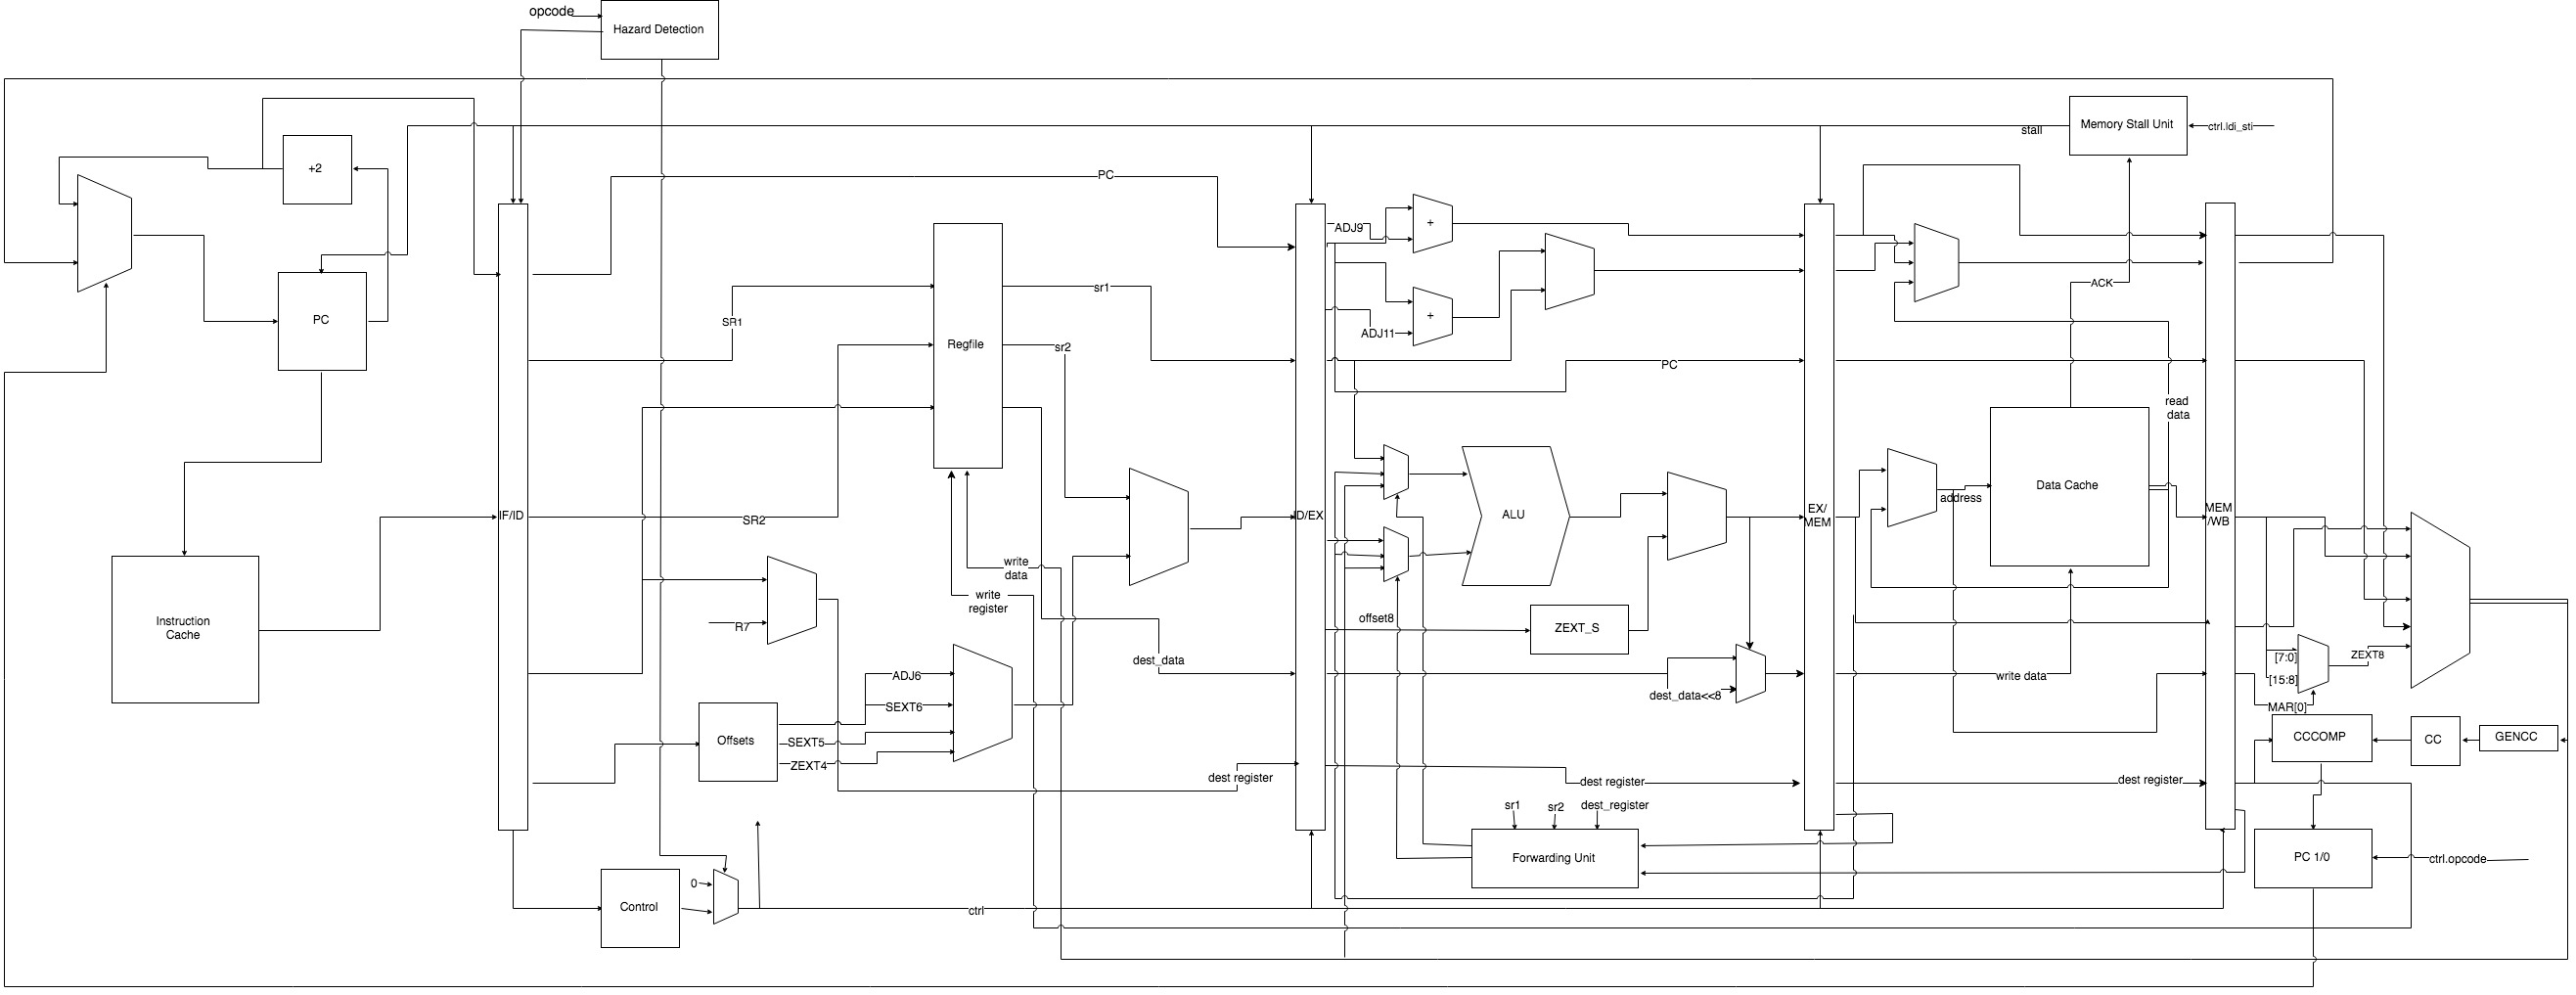 opcode
Hazard Detection
Memory Stall Unit
ctrl.ldi_sti
stall
+2
PC
ADJ9
+
ACK
sr1
PC
SR1
+
ADJ11
Regfile
sr2
PC
read
data
Data Cache
address
IF/ID
SR2
ID/EX
ALU
EX/
MEM
MEM
/WB
write
data
write
register
Instruction
Cache
R7
offset8
ZEXT_S
dest_data
[7:0]
ZEXT8
ADJ6
write data
[15:8]
dest_data<<8
SEXT6
MAR[0]
Offsets
SEXT5
ZEXT4
CCCOMP
CC
GENCC
dest register
dest register
dest register
sr1
sr2
dest_register
Forwarding Unit
PC 1/0
ctrl.opcode
0
Control
ctrl
PC